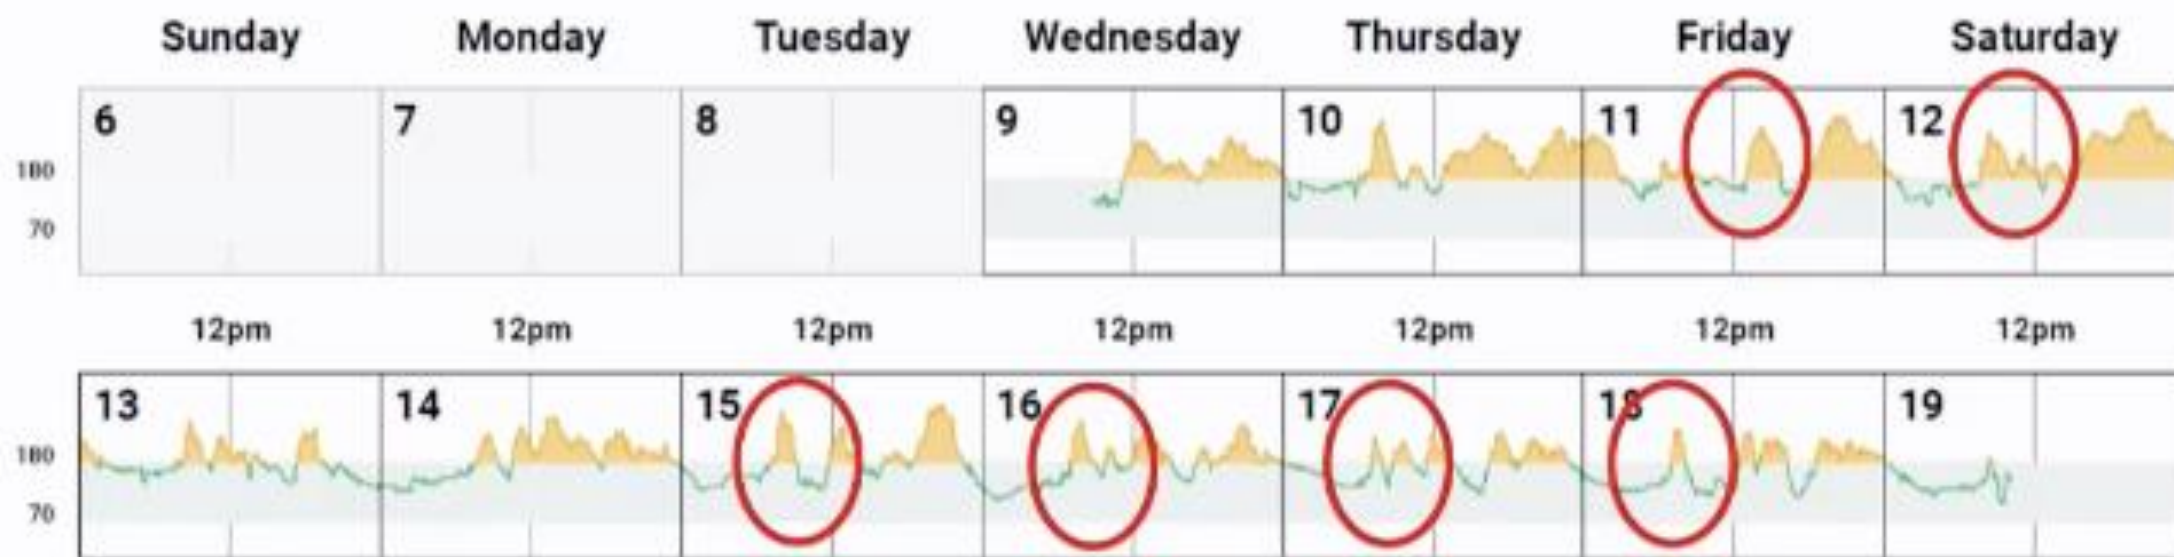 Sunday Monday Tuesday Wednesday Thursday Friday Saturday
6 7 8 9 10 11 12
180
70
12pm 12pm 12pm 12pm 12pm 12pm 12pm
13 14 15 16 17 18 19
180
70